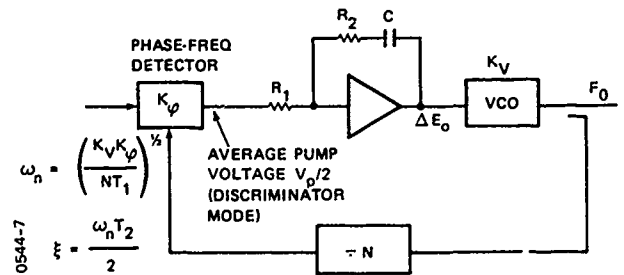 PHASE-FREQ
DETECTOR
Kφ
R1
R2
C
ΔEo
KV
VCO
F0
AVERAGE PUMP
VOLTAGE Vp/2
(DISCRIMINATOR
MODE)
ωn = (KVKφ / NT1)^½
ξ = ωnT2 / 2
÷ N
0544-7